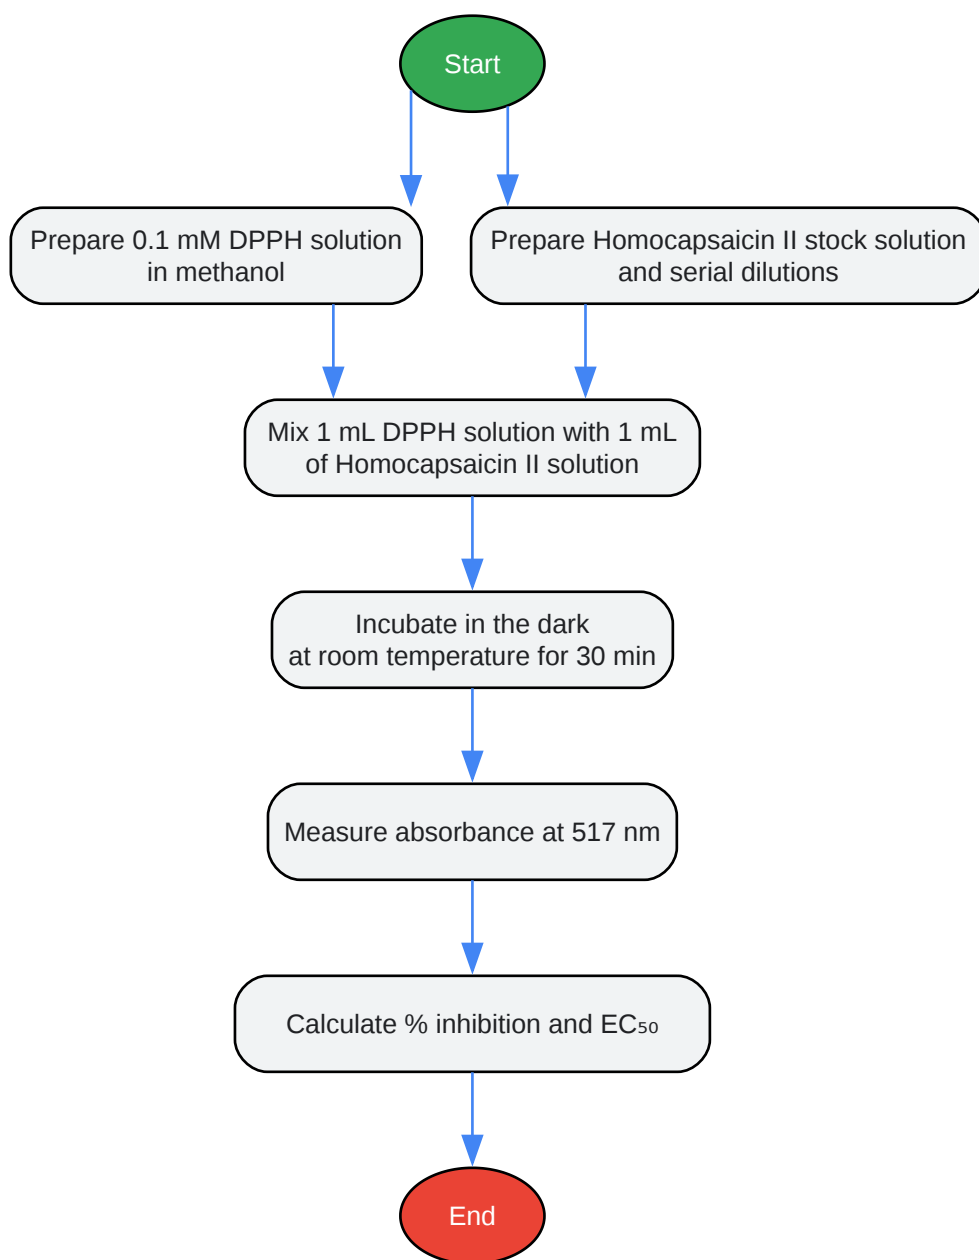 Start
Prepare 0.1 mM DPPH solution
in methanol
Prepare Homocapsaicin II stock solution
and serial dilutions
Mix 1 mL DPPH solution with 1 mL
of Homocapsaicin II solution
Incubate in the dark
at room temperature for 30 min
Measure absorbance at 517 nm
Calculate % inhibition and EC₅₀
End